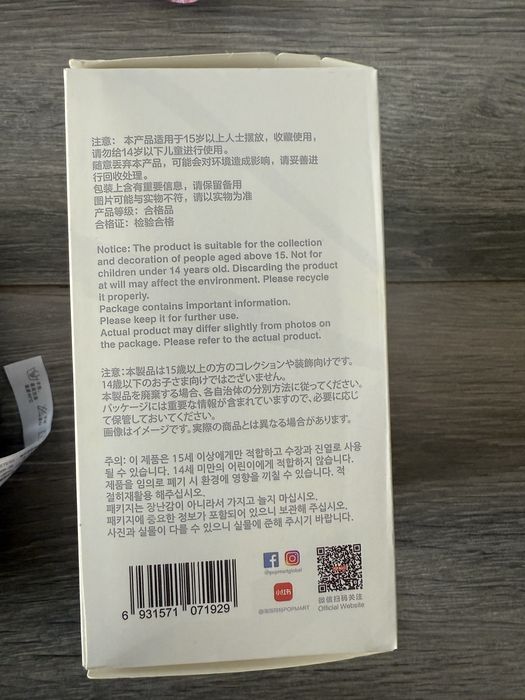 注意： 本产品适用于15岁以上人士摆放，收藏使用，
请勿给14岁以下儿童进行使用。
随意丢弃本产品，可能会对环境造成影响，请妥善进
行回收处理。
包装上含有重要信息，请保留备用
图片可能与实物不符，请以实物为准
产品等级：合格品
合格证：检验合格
Notice: The product is suitable for the collection
and decoration of people aged above 15. Not for
children under 14 years old. Discarding the product
at will may affect the environment. Please recycle
it properly.
Package contains important information.
Please keep it for further use.
Actual product may differ slightly from photos on
the package. Please refer to the actual product.
注意:本製品は15歳以上の方のコレクションや装飾向けです。
14歳以下のお子さま向けではございません。
本製品を廃棄する場合、各自治体の分別方法に従ってください。
パッケージには重要な情報が含まれていますので、必要に応じ
て保管しておいてください。
画像はイメージです。実際の商品とは異なる場合があります。
주의: 이 제품은 15세 이상에게만 적합하고 수장과 진열로 사용
될 수 있습니다. 14세 미만의 어린이에게 적합하지 않습니다.
제품을 임의로 폐기 시 환경에 영향을 끼칠 수 있습니다. 적
절히재활용 해주십시오.
패키지는 장난감이 아니라서 가지고 놀지 마십시오.
패키지에 중요한 정보가 포함되어 있으니 보관해 주십시오.
사진과 실물이 다를 수 있으니 실물에 준해 주시기 바랍니다.
@popmartglobal
小红书
@泡泡玛特POPMART
微信扫码关注
Official Website
6 931571 071929